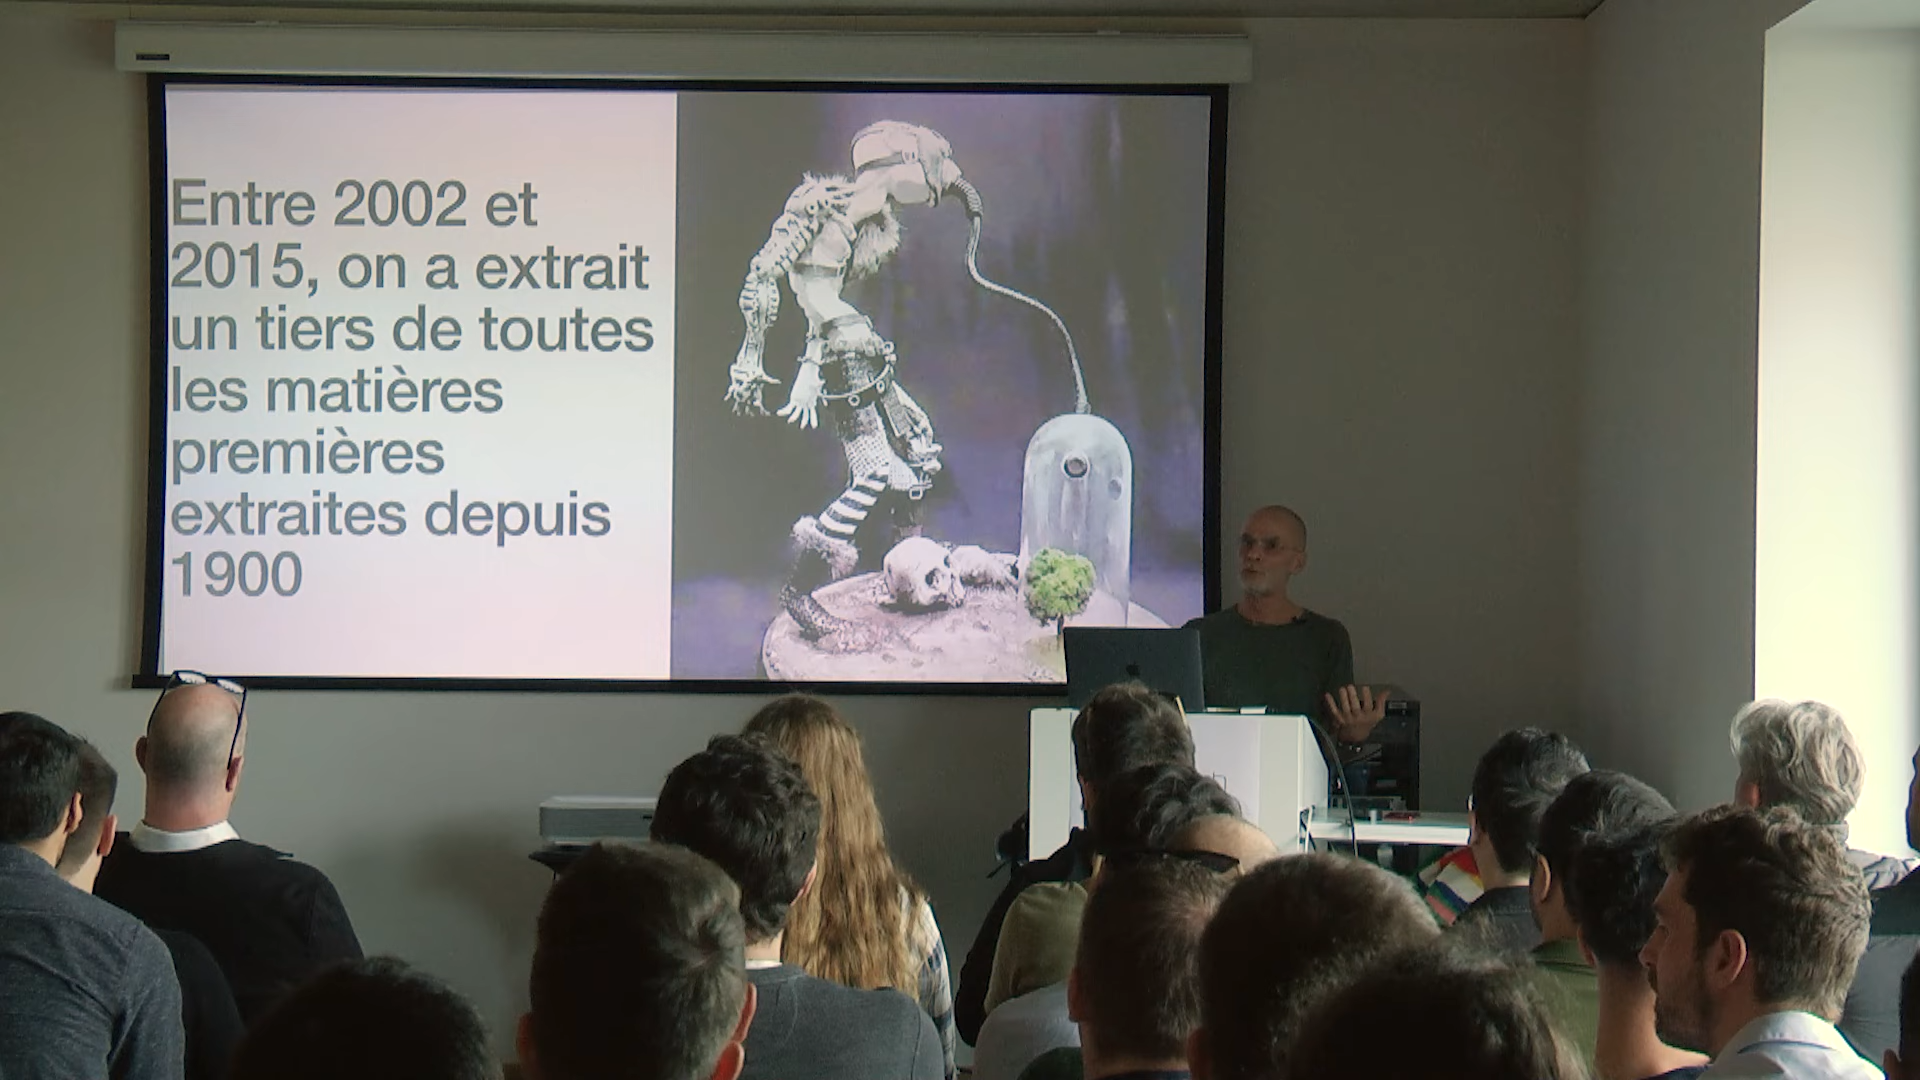 Entre 2002 et
2015, on a extrait
un tiers de toutes
les matières
premières
extraites depuis
1900